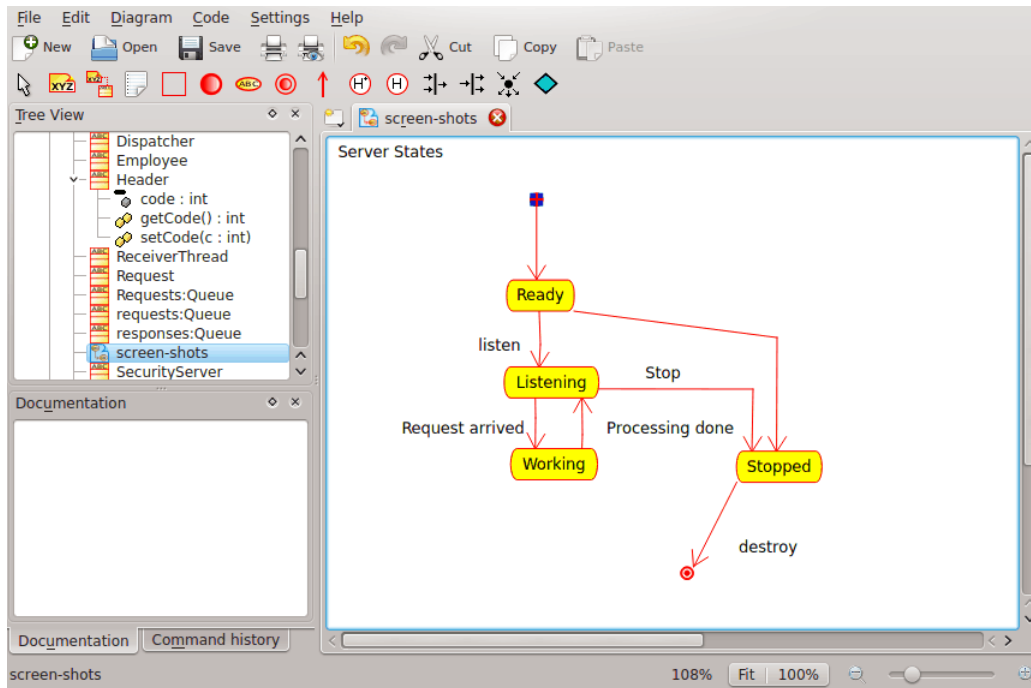 File Edit Diagram Code Settings Help
New Open Save Cut Copy Paste
XYZ XYZ ABC H* H
Tree View
screen-shots
Dispatcher
Employee
Header
code : int
getCode() : int
setCode(c : int)
ReceiverThread
Request
Requests:Queue
requests:Queue
responses:Queue
screen-shots
SecurityServer
Documentation
Documentation Command history
Server States
Ready
listen
Listening
Stop
Request arrived
Processing done
Working
Stopped
destroy
screen-shots
108% Fit 100%